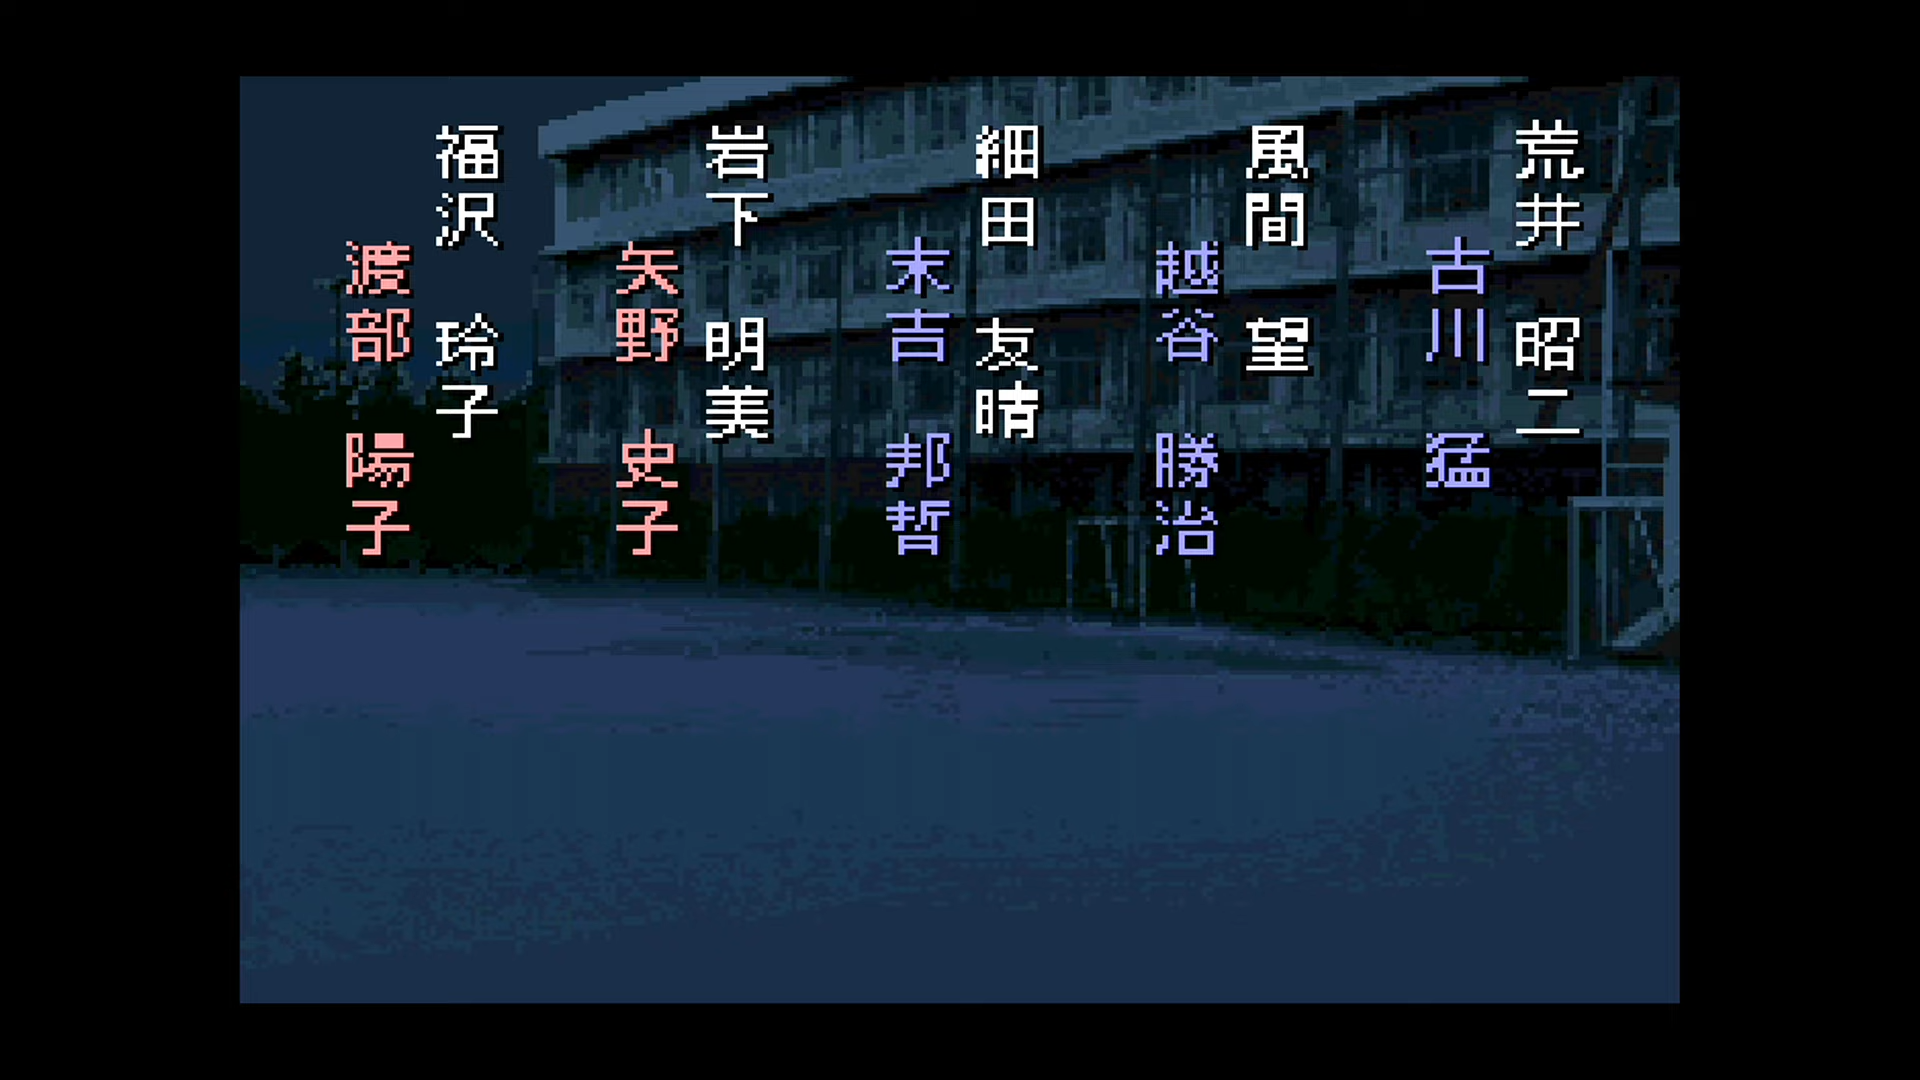 荒井 昭二
古川 猛
風間 望
越谷 勝治
細田 友晴
末吉 邦哲
岩下 明美
矢野 史子
福沢 玲子
渡部 陽子